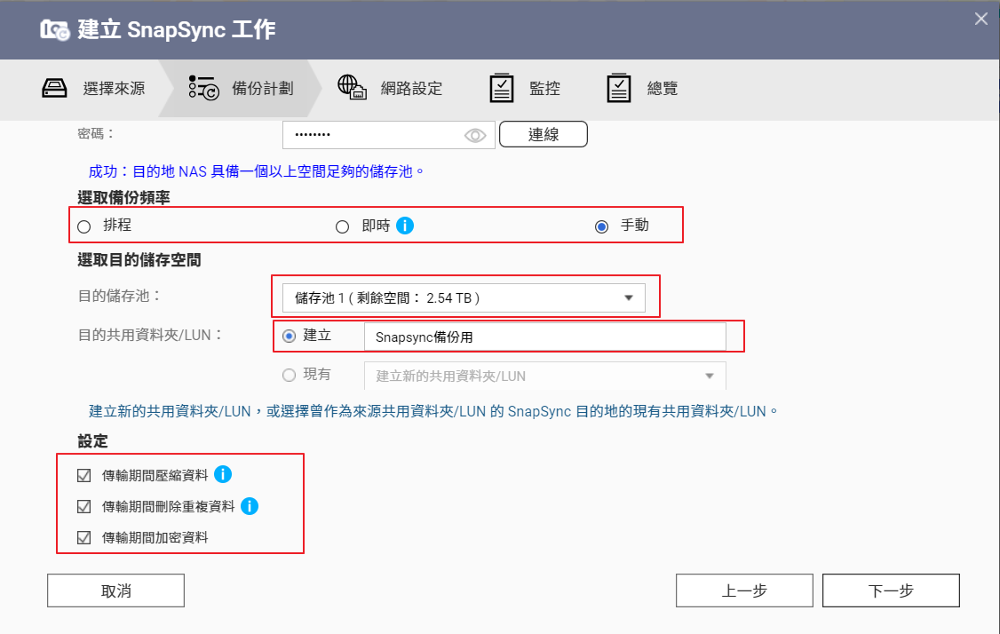 建立 SnapSync 工作
選擇來源 備份計劃 網路設定 監控 總覽
密碼： •••••••• 連線
成功：目的地 NAS 具備一個以上空間足夠的儲存池。
選取備份頻率
排程 即時 i 手動
選取目的儲存空間
目的儲存池： 儲存池 1 ( 剩餘空間： 2.54 TB )
目的共用資料夾/LUN： 建立 Snapsync備份用
現有 建立新的共用資料夾/LUN
建立新的共用資料夾/LUN，或選擇曾作為來源共用資料夾/LUN 的 SnapSync 目的地的現有共用資料夾/LUN。
設定
傳輸期間壓縮資料 i
傳輸期間刪除重複資料 i
傳輸期間加密資料
取消 上一步 下一步